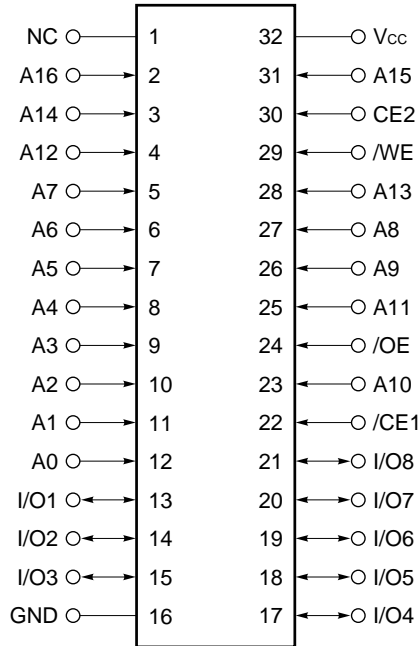 NC 1 32 Vcc
A16 2 31 A15
A14 3 30 CE2
A12 4 29 /WE
A7 5 28 A13
A6 6 27 A8
A5 7 26 A9
A4 8 25 A11
A3 9 24 /OE
A2 10 23 A10
A1 11 22 /CE1
A0 12 21 I/O8
I/O1 13 20 I/O7
I/O2 14 19 I/O6
I/O3 15 18 I/O5
GND 16 17 I/O4